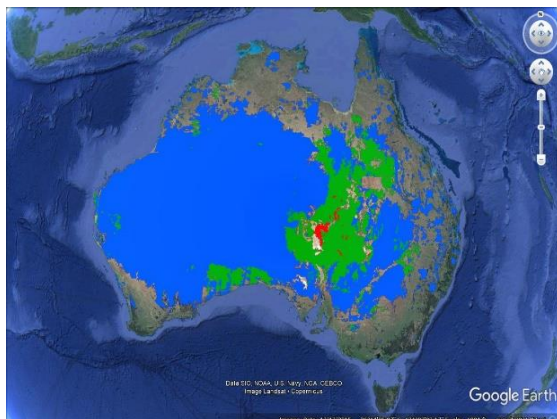 Data SIO, NOAA, U.S. Navy, NGA, GEBCO
Image Landsat / Copernicus
Google Earth